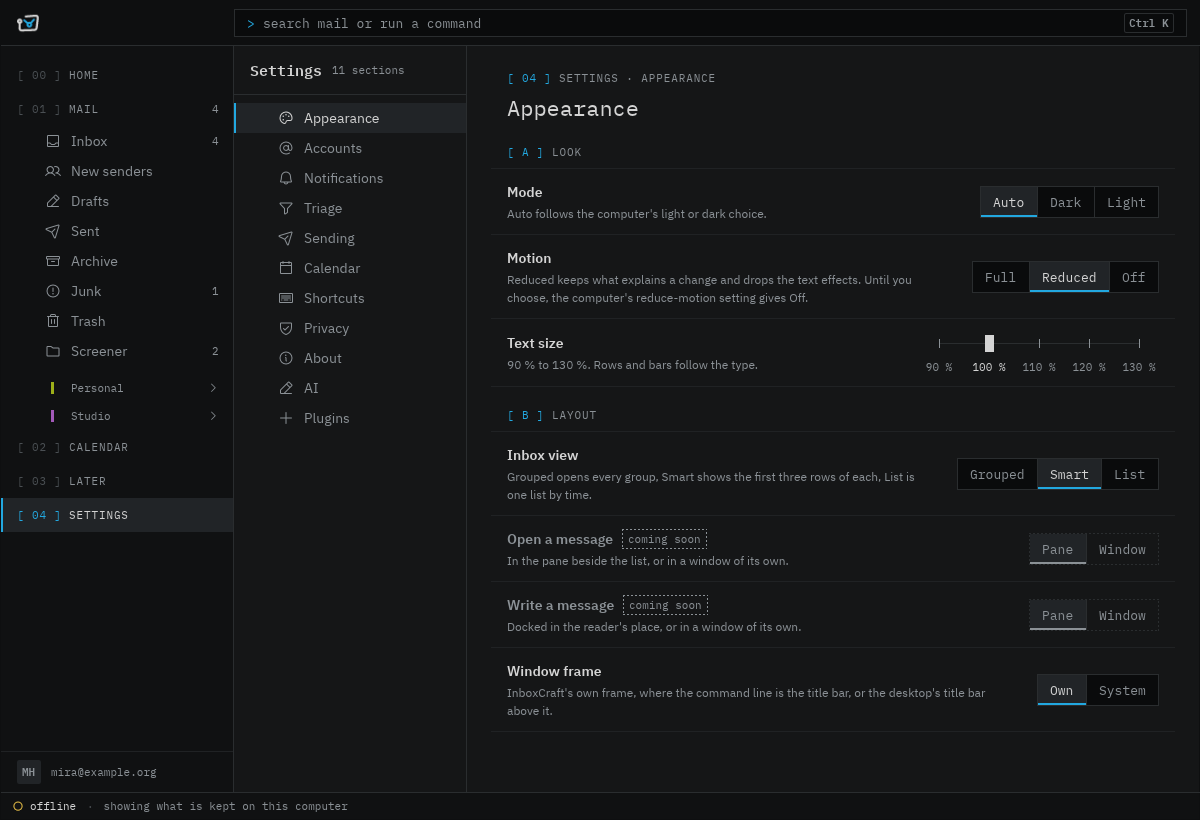 > search mail or run a command Ctrl K
[ 00 ] HOME
[ 01 ] MAIL 4
Inbox 4
New senders
Drafts
Sent
Archive
Junk 1
Trash
Screener 2
Personal
Studio
[ 02 ] CALENDAR
[ 03 ] LATER
[ 04 ] SETTINGS
MH mira@example.org
Settings 11 sections
Appearance
Accounts
Notifications
Triage
Sending
Calendar
Shortcuts
Privacy
About
AI
Plugins
[ 04 ] SETTINGS · APPEARANCE
Appearance
[ A ] LOOK
Mode
Auto follows the computer's light or dark choice.
Auto Dark Light
Motion
Reduced keeps what explains a change and drops the text effects. Until you
choose, the computer's reduce-motion setting gives Off.
Full Reduced Off
Text size
90 % to 130 %. Rows and bars follow the type.
90 % 100 % 110 % 120 % 130 %
[ B ] LAYOUT
Inbox view
Grouped opens every group, Smart shows the first three rows of each, List is
one list by time.
Grouped Smart List
Open a message coming soon
In the pane beside the list, or in a window of its own.
Pane Window
Write a message coming soon
Docked in the reader's place, or in a window of its own.
Pane Window
Window frame
InboxCraft's own frame, where the command line is the title bar, or the desktop's title bar
above it.
Own System
offline · showing what is kept on this computer